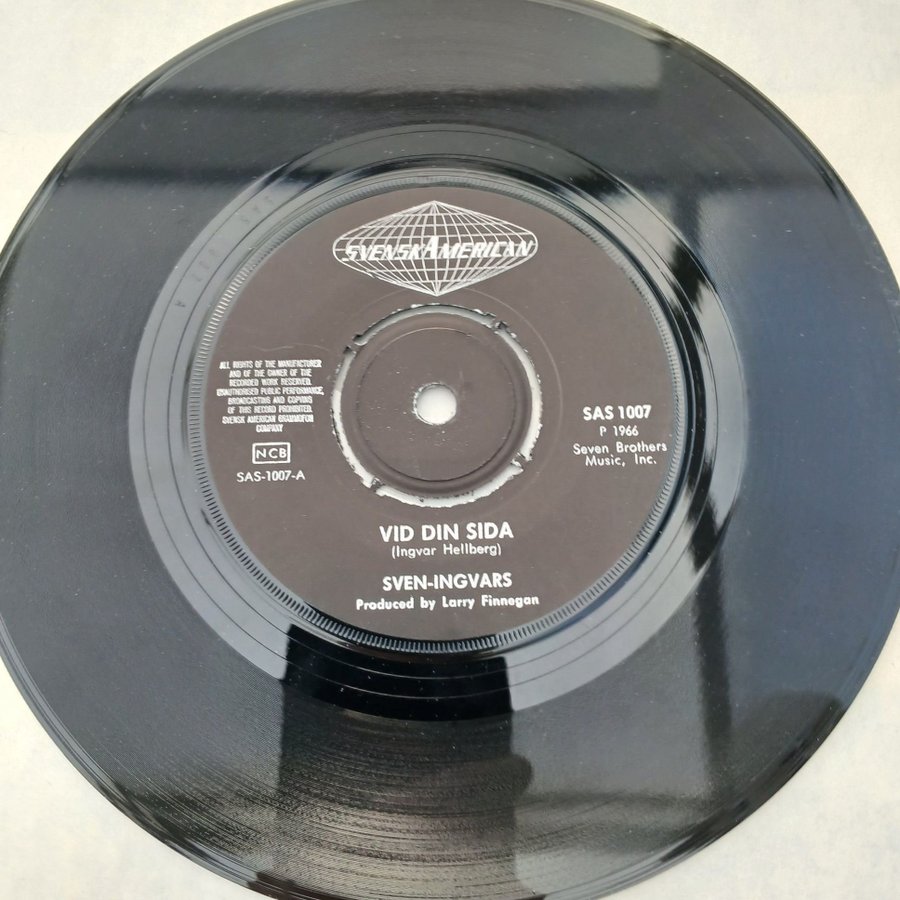 SVENSKAMERICAN
ALL RIGHTS OF THE MANUFACTURER
AND OF THE OWNER OF THE
RECORDED WORK RESERVED.
UNAUTHORISED PUBLIC PERFORMANCE,
BROADCASTING AND COPYING
OF THIS RECORD PROHIBITED.
SVENSK AMERICAN GRAMMOFON
COMPANY
NCB
SAS-1007-A
SAS 1007
P 1966
Seven Brothers
Music, Inc.
VID DIN SIDA
(Ingvar Hellberg)
SVEN-INGVARS
Produced by Larry Finnegan